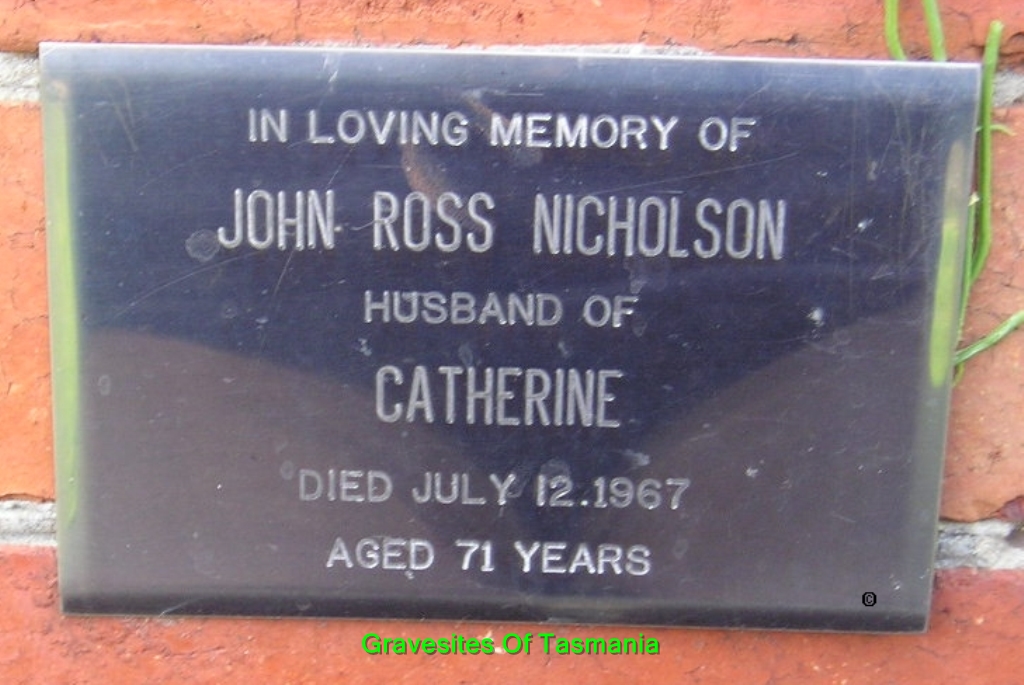 IN LOVING MEMORY OF
JOHN ROSS NICHOLSON
HUSBAND OF
CATHERINE
DIED JULY 12.1967
AGED 71 YEARS
©
Gravesites Of Tasmania